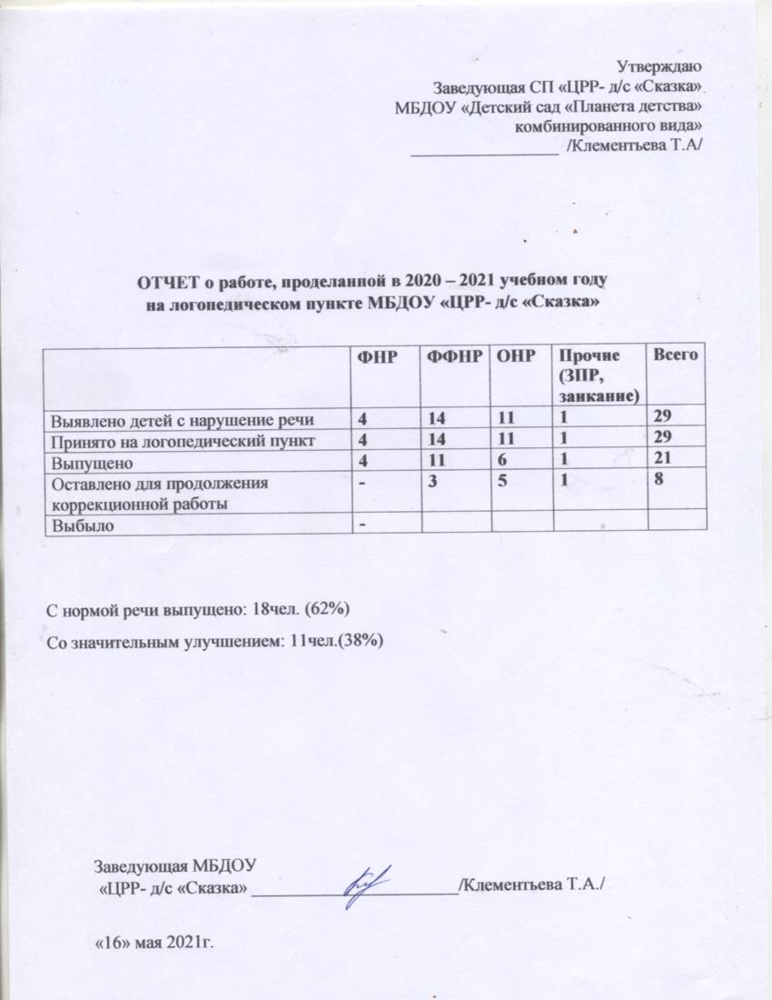 Утверждаю
Заведующая СП «ЦРР- д/с «Сказка»
МБДОУ «Детский сад «Планета детства»
комбинированного вида»
_________________ /Клементьева Т.А/
ОТЧЕТ о работе, проделанной в 2020 – 2021 учебном году
на логопедическом пункте МБДОУ «ЦРР- д/с «Сказка»
ФНР ФФНР ОНР Прочие (ЗПР, заикание) Всего
Выявлено детей с нарушение речи 4 14 11 1 29
Принято на логопедический пункт 4 14 11 1 29
Выпущено 4 11 6 1 21
Оставлено для продолжения - 3 5 1 8
коррекционной работы
Выбыло -
С нормой речи выпущено: 18чел. (62%)
Со значительным улучшением: 11чел.(38%)
Заведующая МБДОУ
«ЦРР- д/с «Сказка» ________________________/Клементьева Т.А./
«16» мая 2021г.